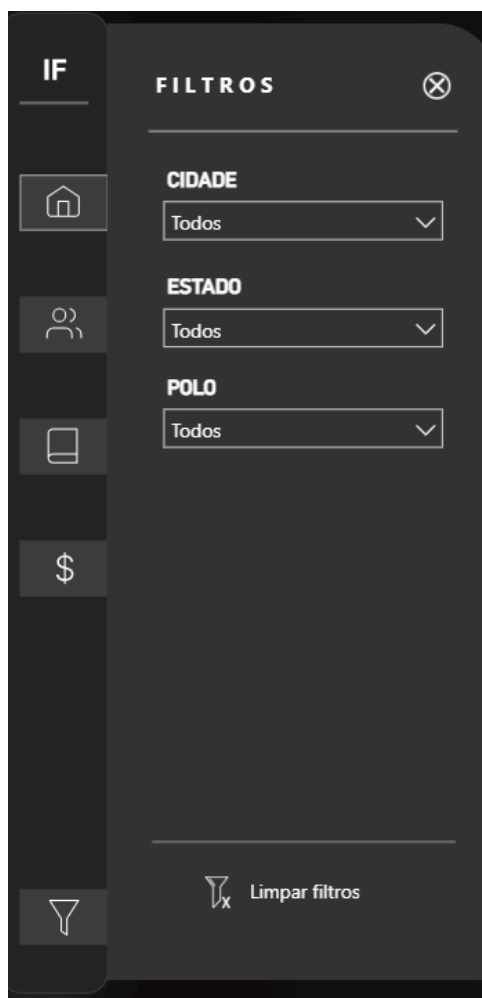 IF
FILTROS
CIDADE
Todos
ESTADO
Todos
POLO
Todos
$
Limpar filtros